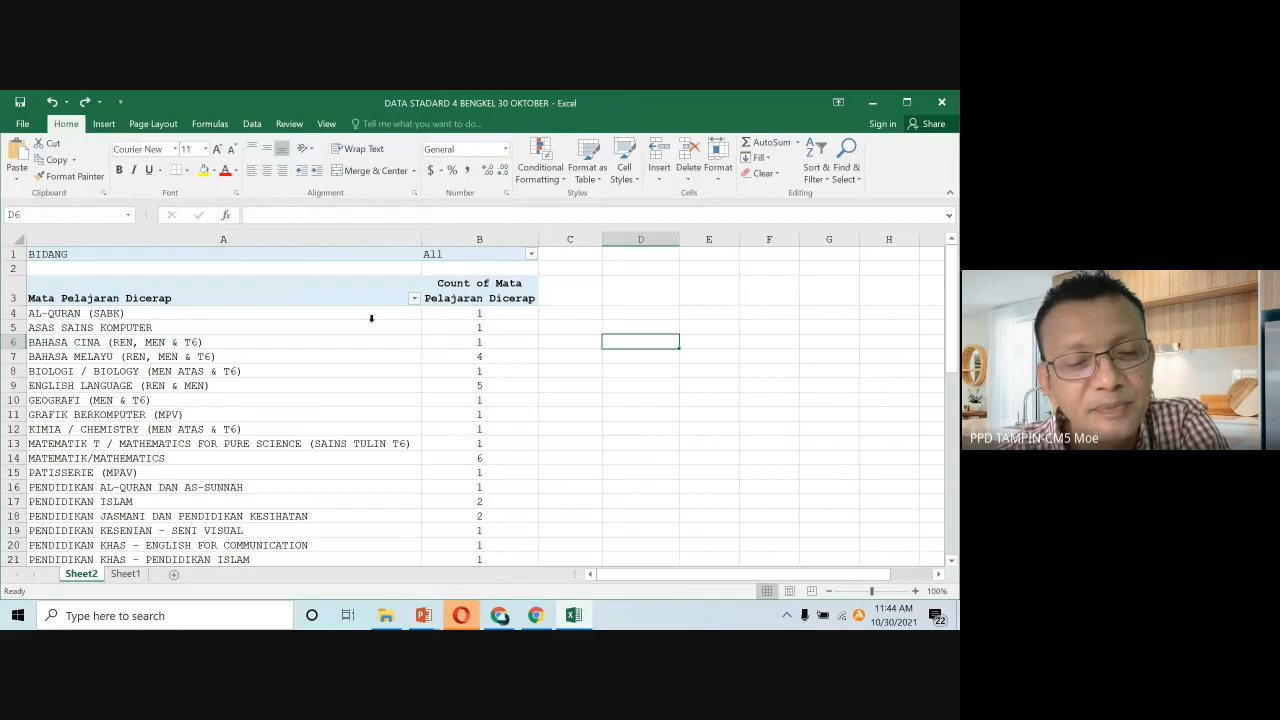 DATA STADARD 4 BENGKEL 30 OKTOBER - Excel
File Home Insert Page Layout Formulas Data Review View Tell me what you want to do... Sign in Share
Paste
Cut
Copy
Format Painter
Clipboard
Courier New 11
B I U
Font
Wrap Text
Merge & Center
Alignment
General
$ % ,
Number
Conditional Formatting
Format as Table
Cell Styles
Styles
Insert Delete Format
Cells
AutoSum
Fill
Clear
Sort & Filter
Find & Select
Editing
D6
A B C D E F G H
1 BIDANG All
2
Count of Mata
3 Mata Pelajaran Dicerap Pelajaran Dicerap
4 AL-QURAN (SABK) 1
5 ASAS SAINS KOMPUTER 1
6 BAHASA CINA (REN, MEN & T6) 1
7 BAHASA MELAYU (REN, MEN & T6) 4
8 BIOLOGI / BIOLOGY (MEN ATAS & T6) 1
9 ENGLISH LANGUAGE (REN & MEN) 5
10 GEOGRAFI (MEN & T6) 1
11 GRAFIK BERKOMPUTER (MPV) 1
12 KIMIA / CHEMISTRY (MEN ATAS & T6) 1
13 MATEMATIK T / MATHEMATICS FOR PURE SCIENCE (SAINS TULIN T6) 1
14 MATEMATIK/MATHEMATICS 6
15 PATISSERIE (MPAV) 1
16 PENDIDIKAN AL-QURAN DAN AS-SUNNAH 1
17 PENDIDIKAN ISLAM 2
18 PENDIDIKAN JASMANI DAN PENDIDIKAN KESIHATAN 2
19 PENDIDIKAN KESENIAN - SENI VISUAL 1
20 PENDIDIKAN KHAS - ENGLISH FOR COMMUNICATION 1
21 PENDIDIKAN KHAS - PENDIDIKAN ISLAM 1
Sheet2 Sheet1
Ready 100%
Type here to search
11:44 AM
10/30/2021
22
PPD TAMPIN-CM5 Moe